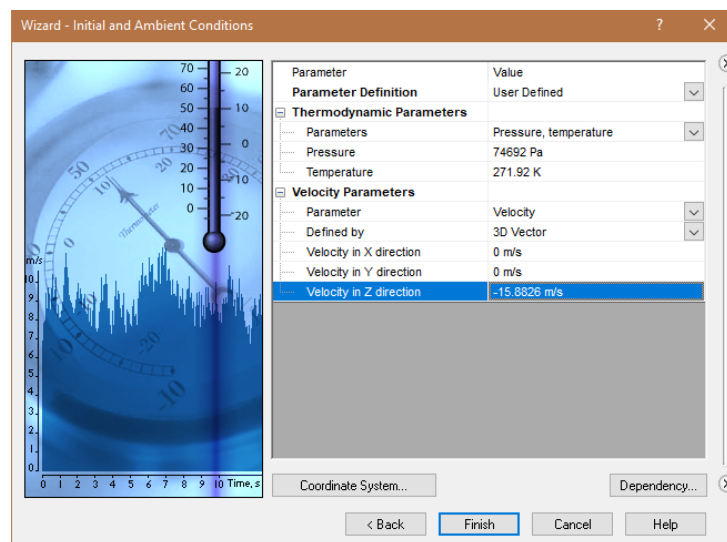 Wizard - Initial and Ambient Conditions ? ×
Parameter Value
Parameter Definition User Defined
Thermodynamic Parameters
Parameters Pressure, temperature
Pressure 74692 Pa
Temperature 271.92 K
Velocity Parameters
Parameter Velocity
Defined by 3D Vector
Velocity in X direction 0 m/s
Velocity in Y direction 0 m/s
Velocity in Z direction -15.8826 m/s
70
60
50
40
30
20
10
0
20
10
0
-10
-20
Thermometer
m/s
10
9
8
7
6
5
4
3
2
1
0
0 1 2 3 4 5 6 7 8 9 10 Time, s
Coordinate System... Dependency...
< Back Finish Cancel Help